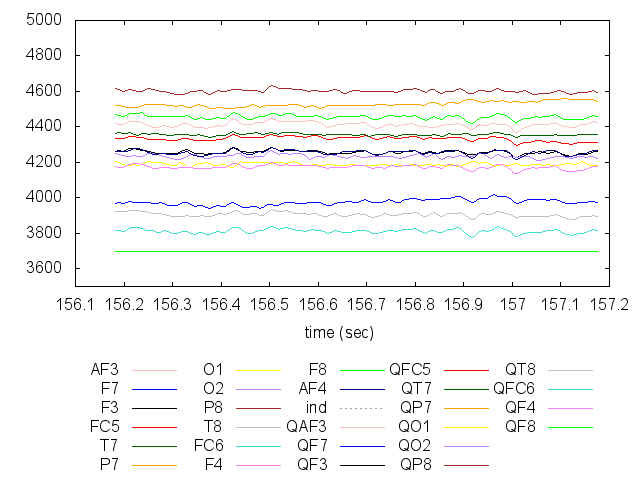 5000
4800
4600
4400
4200
4000
3800
3600
156.1 156.2 156.3 156.4 156.5 156.6 156.7 156.8 156.9 157 157.1 157.2
time (sec)
AF3 O1 F8 QFC5 QT8
F7 O2 AF4 QT7 QFC6
F3 P8 ind QP7 QF4
FC5 T8 QAF3 QO1 QF8
T7 FC6 QF7 QO2
P7 F4 QF3 QP8